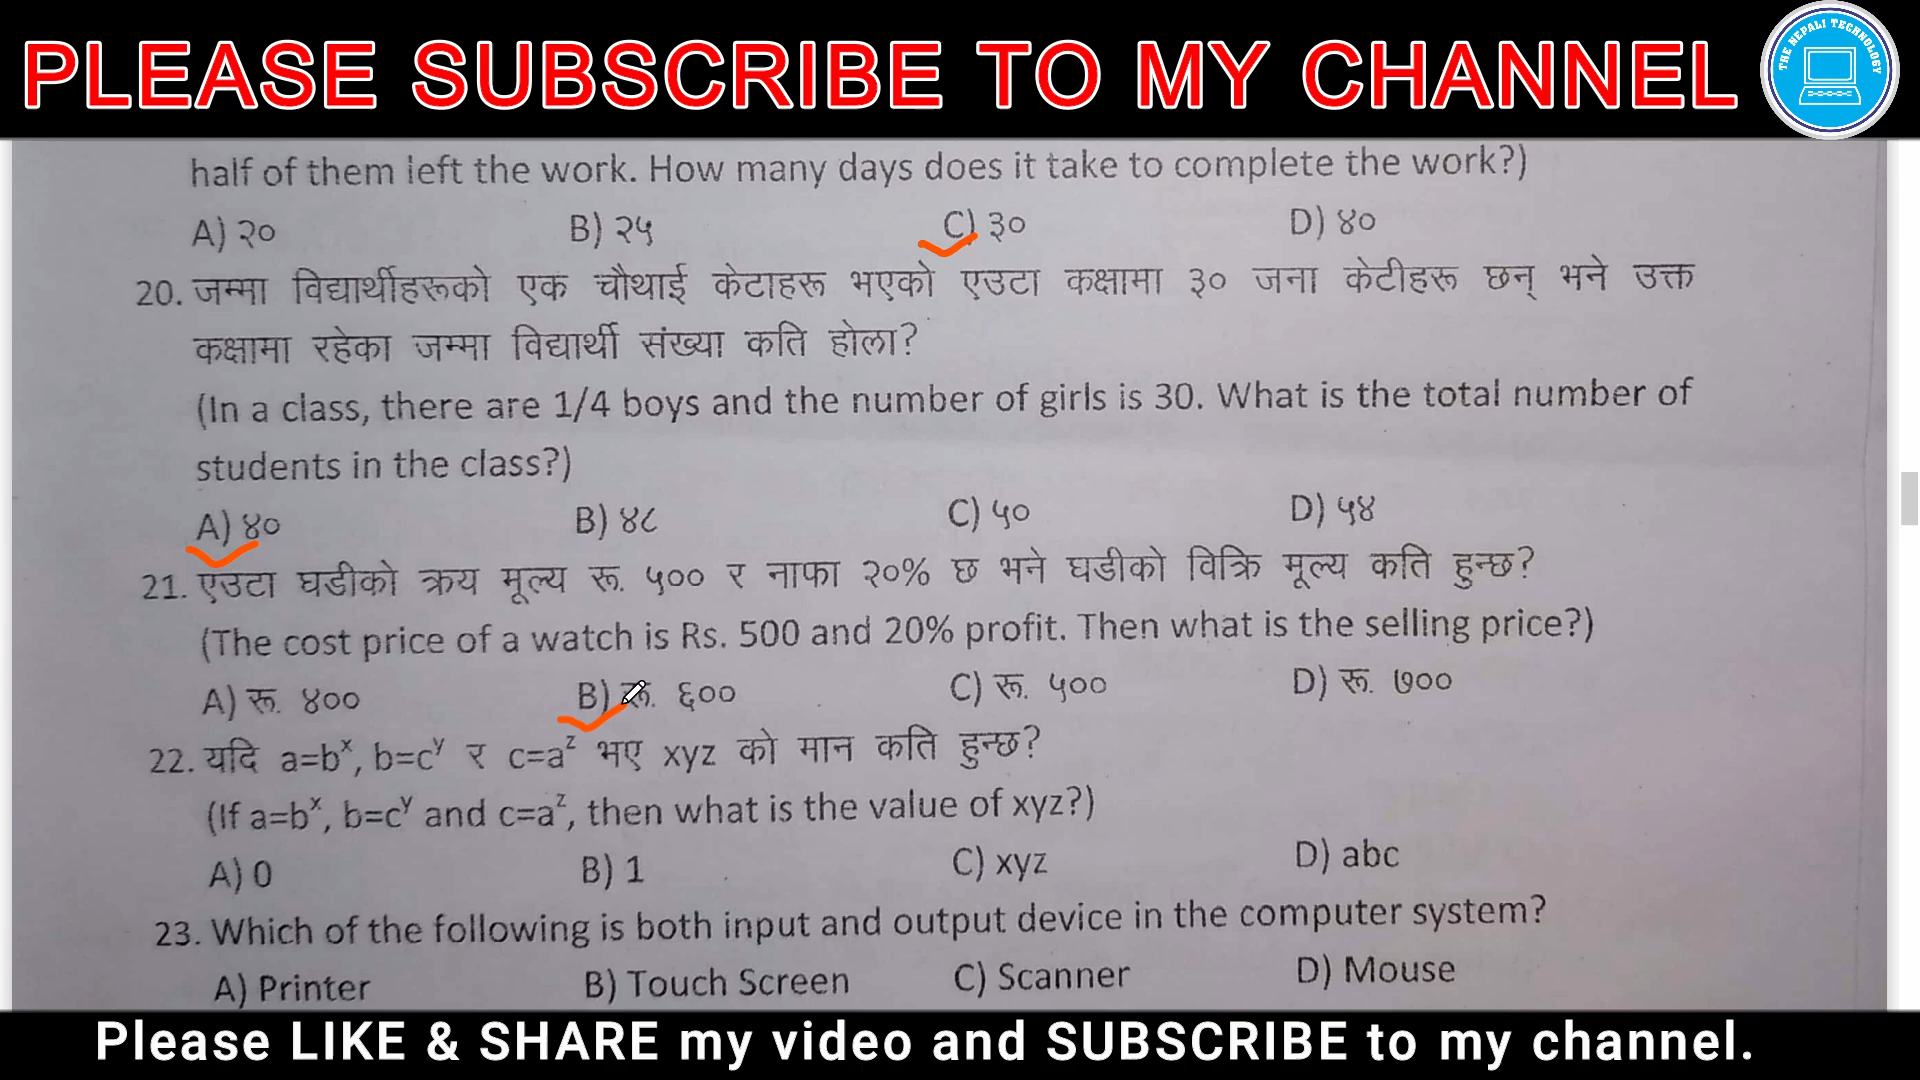 PLEASE SUBSCRIBE TO MY CHANNEL
THE NEPALI TECHNOLOGY
half of them left the work. How many days does it take to complete the work?)
A) २० B) २५ C) ३० D) ४०
20. जम्मा विद्यार्थीहरूको एक चौथाई केटाहरू भएको एउटा कक्षामा ३० जना केटीहरू छन् भने उक्त
कक्षामा रहेका जम्मा विद्यार्थी संख्या कति होला?
(In a class, there are 1/4 boys and the number of girls is 30. What is the total number of
students in the class?)
A) ४० B) ४८ C) ५० D) ५४
21. एउटा घडीको क्रय मूल्य रू. ५०० र नाफा २०% छ भने घडीको विक्रि मूल्य कति हुन्छ?
(The cost price of a watch is Rs. 500 and 20% profit. Then what is the selling price?)
A) रू. ४०० B) रू. ६०० C) रू. ५०० D) रू. ७००
22. यदि a=bˣ, b=cʸ र c=aᶻ भए xyz को मान कति हुन्छ?
(If a=bˣ, b=cʸ and c=aᶻ, then what is the value of xyz?)
A) 0 B) 1 C) xyz D) abc
23. Which of the following is both input and output device in the computer system?
A) Printer B) Touch Screen C) Scanner D) Mouse
Please LIKE & SHARE my video and SUBSCRIBE to my channel.